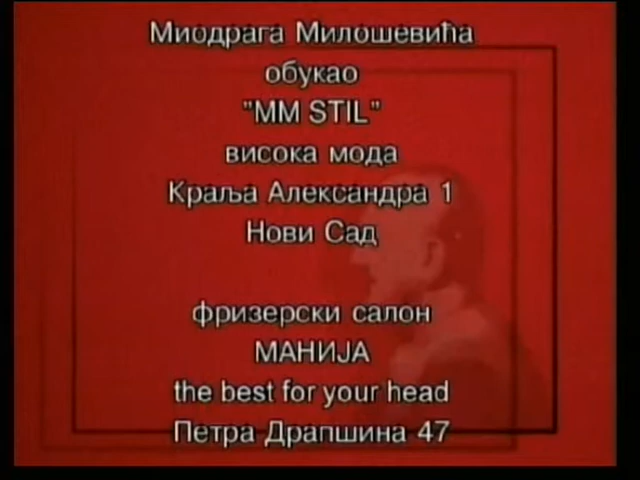 Миодрага Милошевића
обукао
"MM STIL"
висока мода
Краља Александра 1
Нови Сад
фризерски салон
МАНИЈА
the best for your head
Петра Драпшина 47